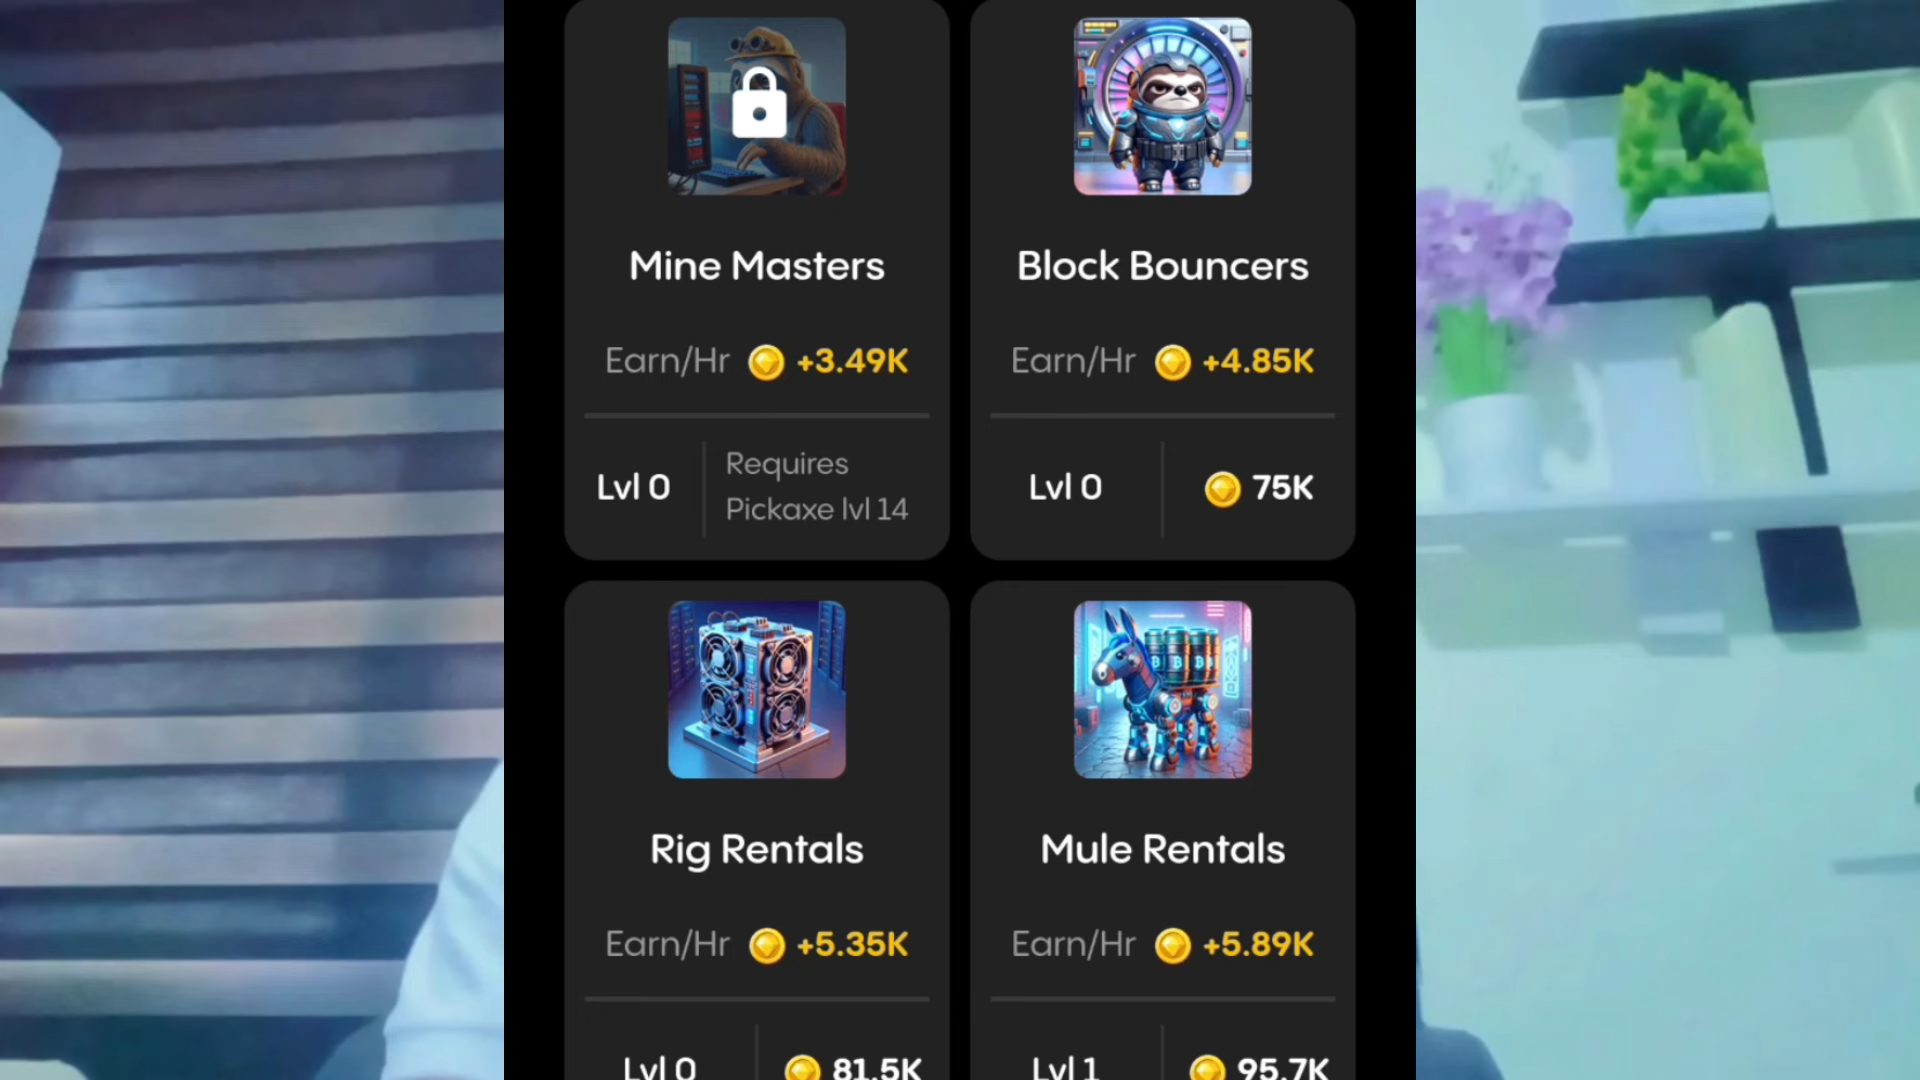 Mine Masters
Earn/Hr +3.49K
Lvl 0
Requires
Pickaxe lvl 14
Block Bouncers
Earn/Hr +4.85K
Lvl 0
75K
Rig Rentals
Earn/Hr +5.35K
Lvl 0
81.5K
Mule Rentals
Earn/Hr +5.89K
Lvl 1
95.7K